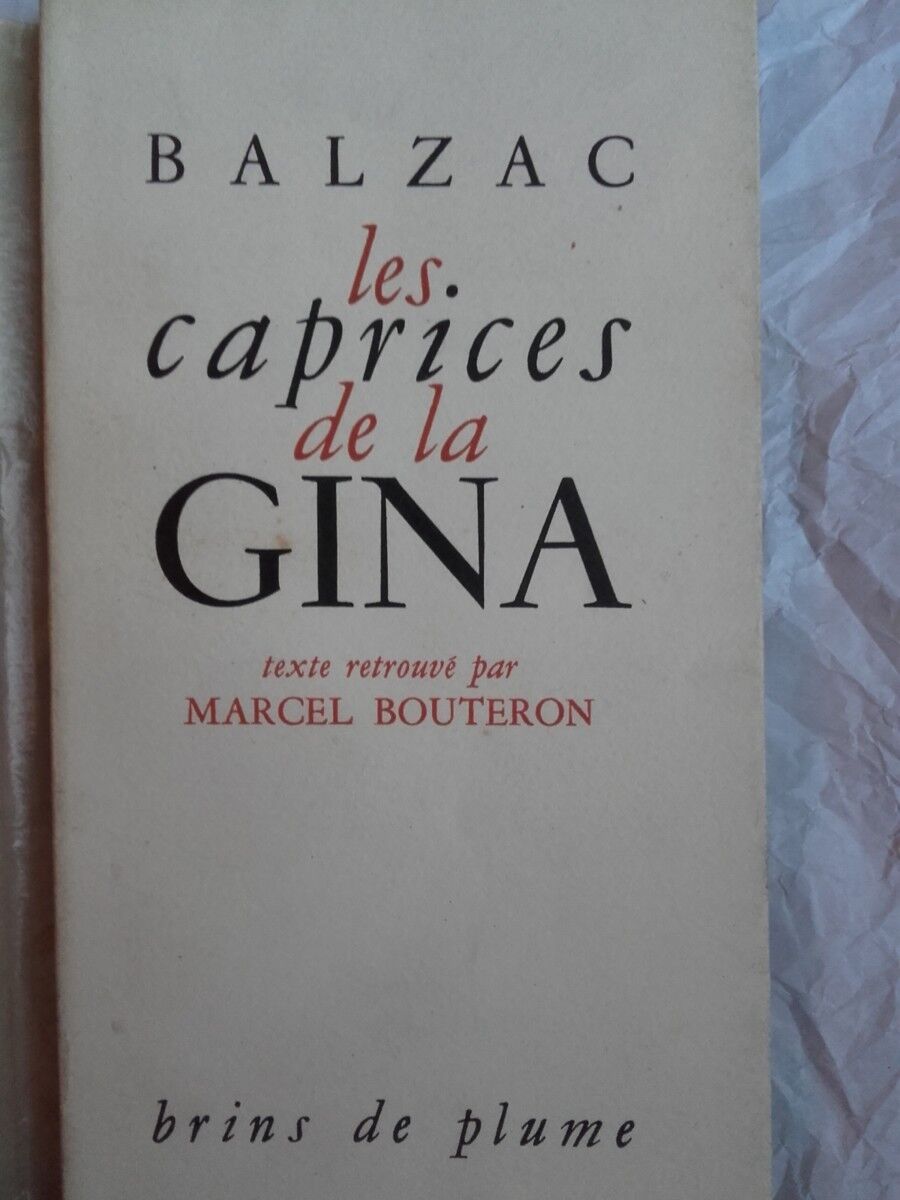 BALZAC
les
caprices
de la
GINA
texte retrouvé par
MARCEL BOUTERON
brins de plume